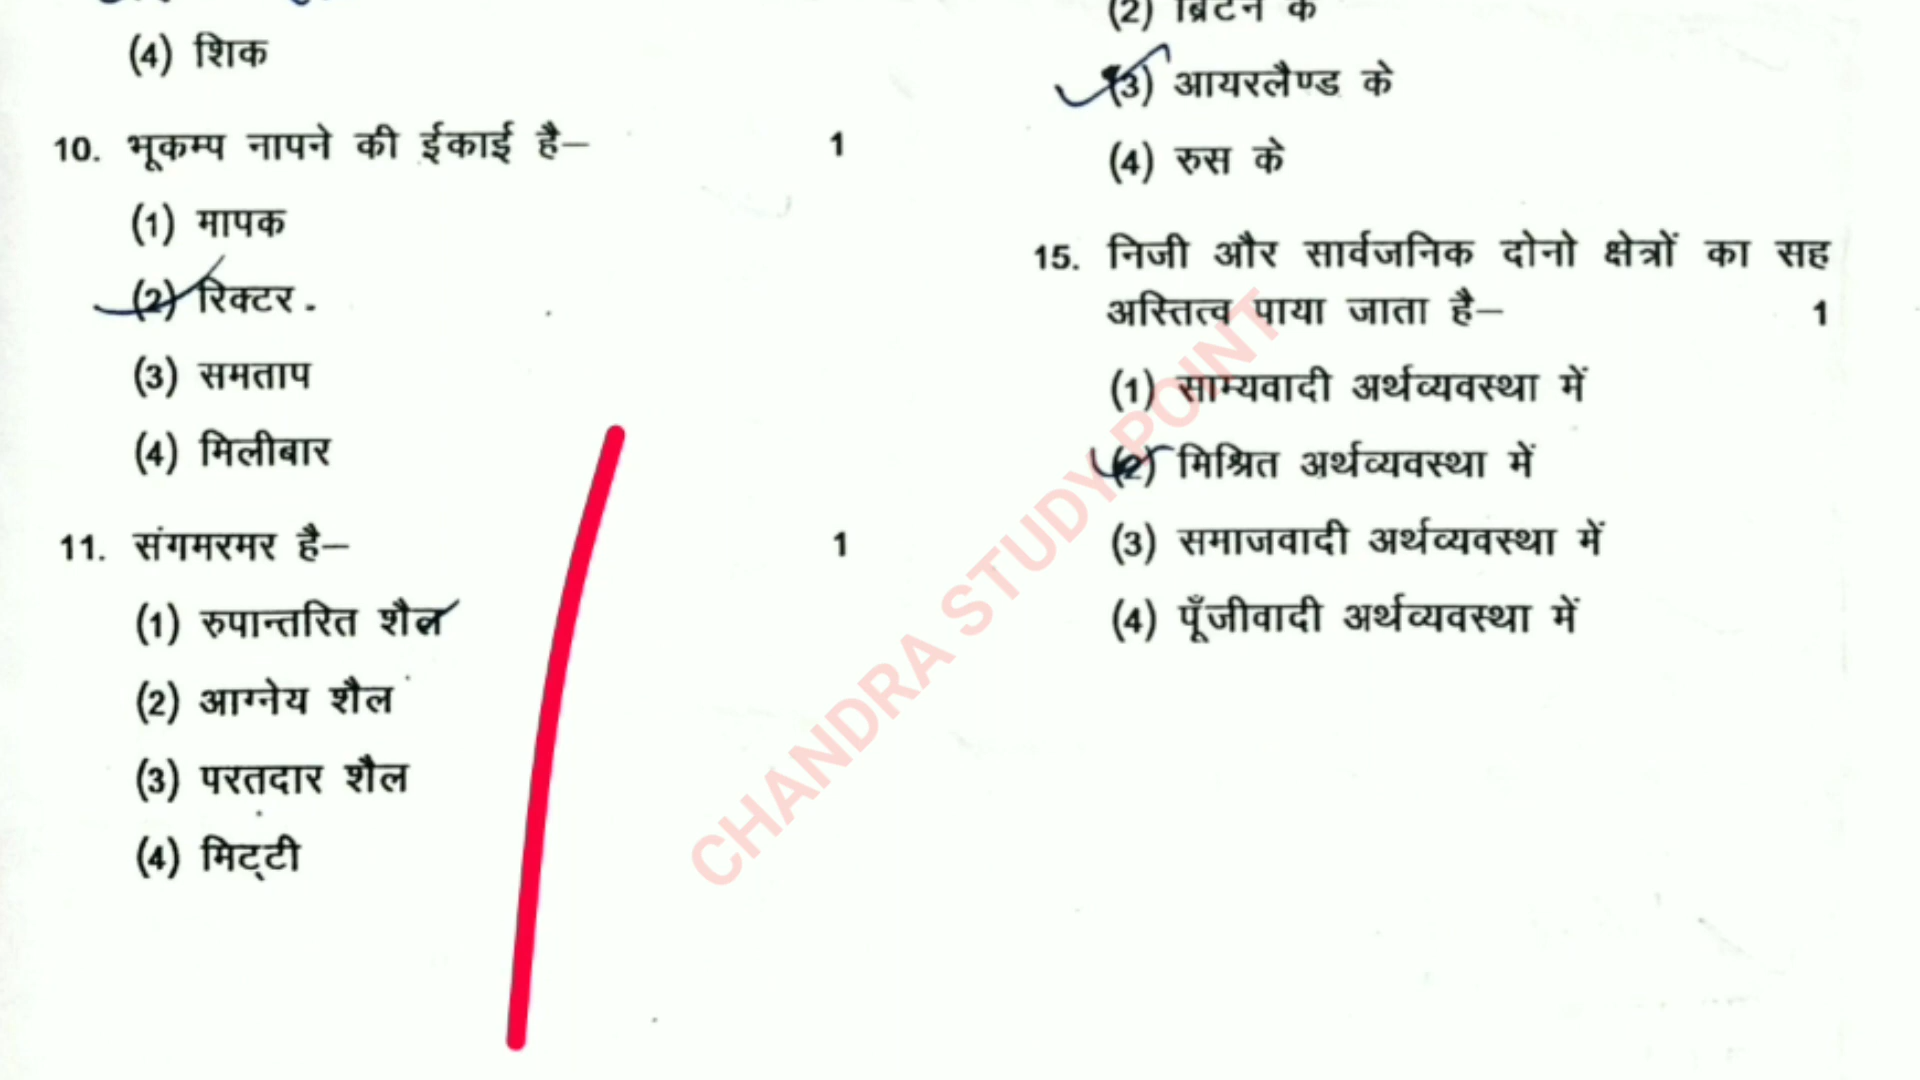 (4) शिक
10. भूकम्प नापने की ईकाई है– 1
(1) मापक
(2) रिक्टर .
(3) समताप
(4) मिलीबार
11. संगमरमर है– 1
(1) रुपान्तरित शैल
(2) आग्नेय शैल
(3) परतदार शैल
(4) मिट्टी
(2) ब्रिटेन के
(3) आयरलैण्ड के
(4) रुस के
15. निजी और सार्वजनिक दोनो क्षेत्रों का सह
अस्तित्व पाया जाता है– 1
(1) साम्यवादी अर्थव्यवस्था में
(2) मिश्रित अर्थव्यवस्था में
(3) समाजवादी अर्थव्यवस्था में
(4) पूँजीवादी अर्थव्यवस्था में
CHANDRA STUDY POINT